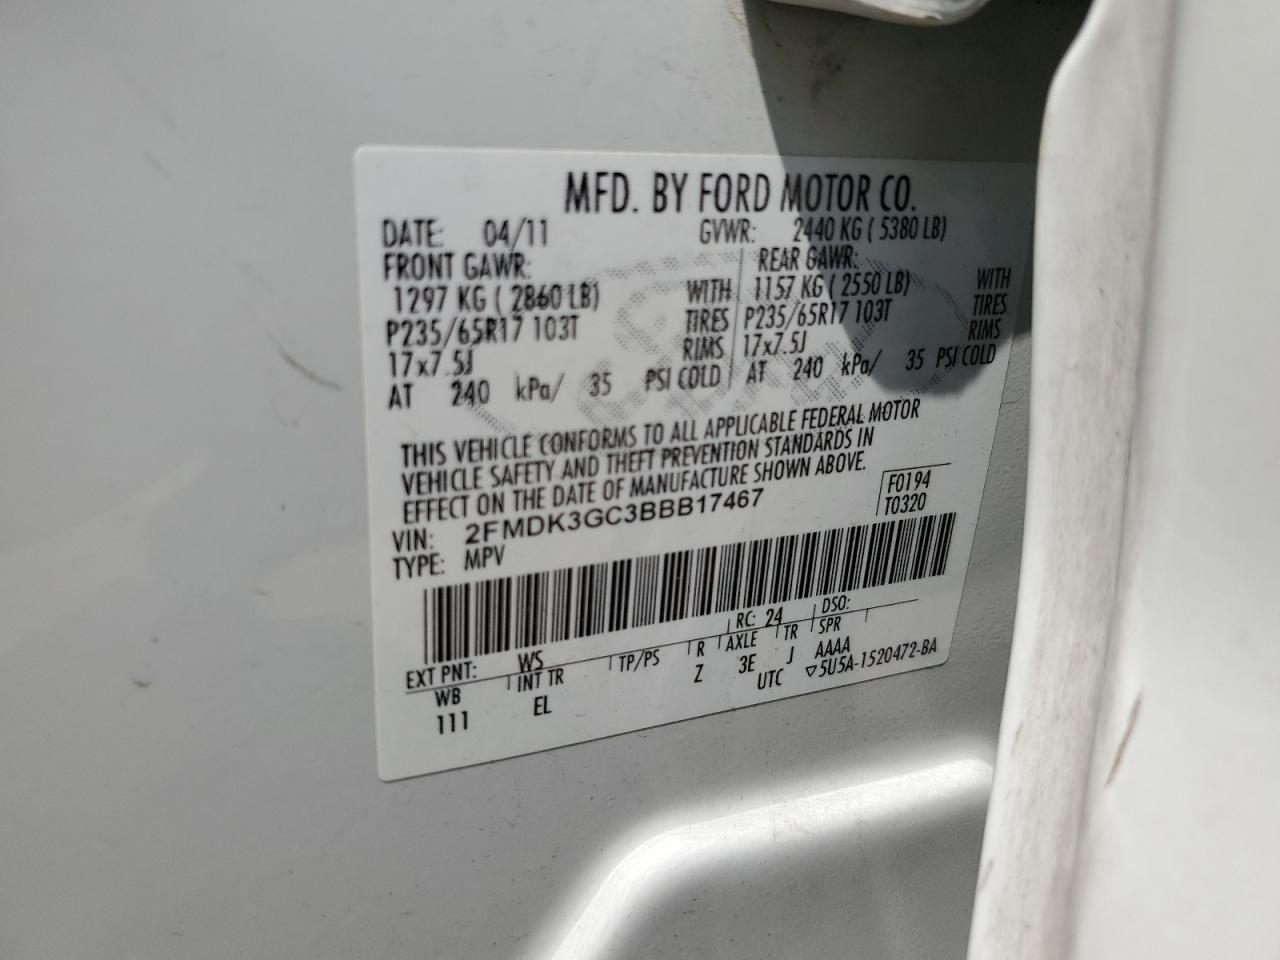 MFD. BY FORD MOTOR CO.
DATE: 04/11 GVWR: 2440 KG ( 5380 LB)
FRONT GAWR: REAR GAWR:
1297 KG ( 2860 LB) WITH 1157 KG ( 2550 LB) WITH
P235/65R17 103T TIRES P235/65R17 103T TIRES
17x7.5J RIMS 17x7.5J RIMS
AT 240 kPa/ 35 PSI COLD AT 240 kPa/ 35 PSI COLD
THIS VEHICLE CONFORMS TO ALL APPLICABLE FEDERAL MOTOR
VEHICLE SAFETY AND THEFT PREVENTION STANDARDS IN
EFFECT ON THE DATE OF MANUFACTURE SHOWN ABOVE.
F0194
VIN: 2FMDK3GC3BBB17467 T0320
TYPE: MPV
EXT PNT: WS RC: 24 DSO:
WB INT TR TP/PS R AXLE TR SPR
111 EL Z 3E J AAAA
UTC ▽5U5A-1520472-BA